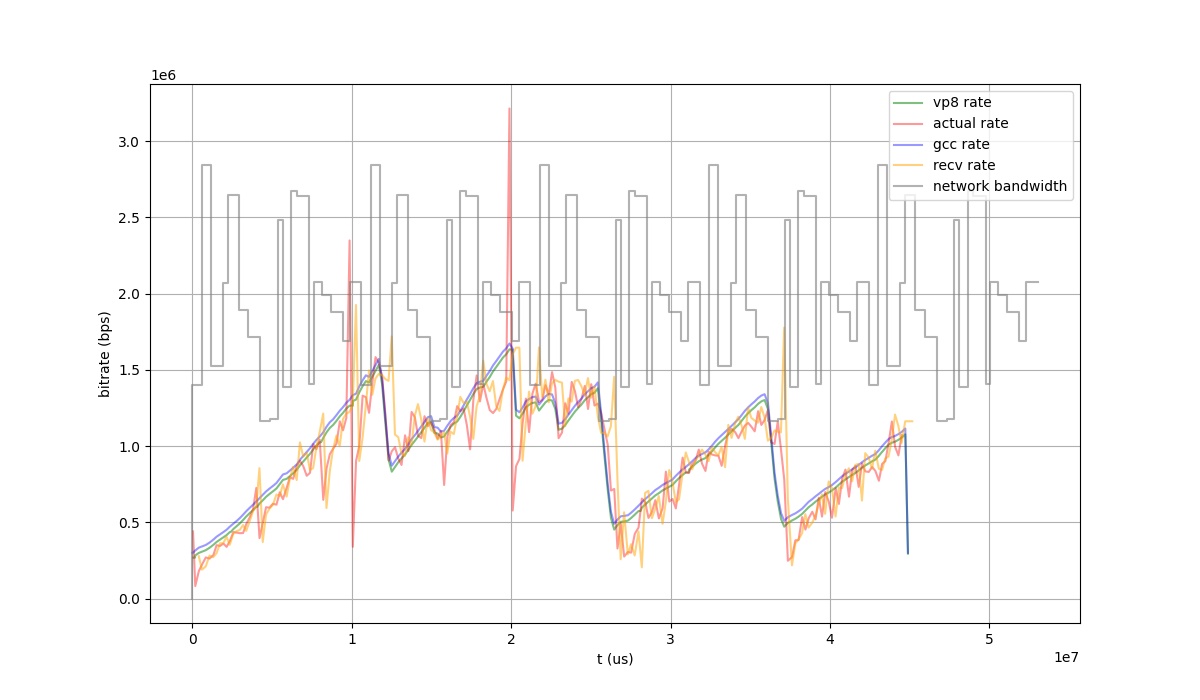 1e6
3.0
2.5
2.0
1.5
1.0
0.5
0.0
bitrate (bps)
vp8 rate
actual rate
gcc rate
recv rate
network bandwidth
0
1
2
3
4
5
t (us)
1e7